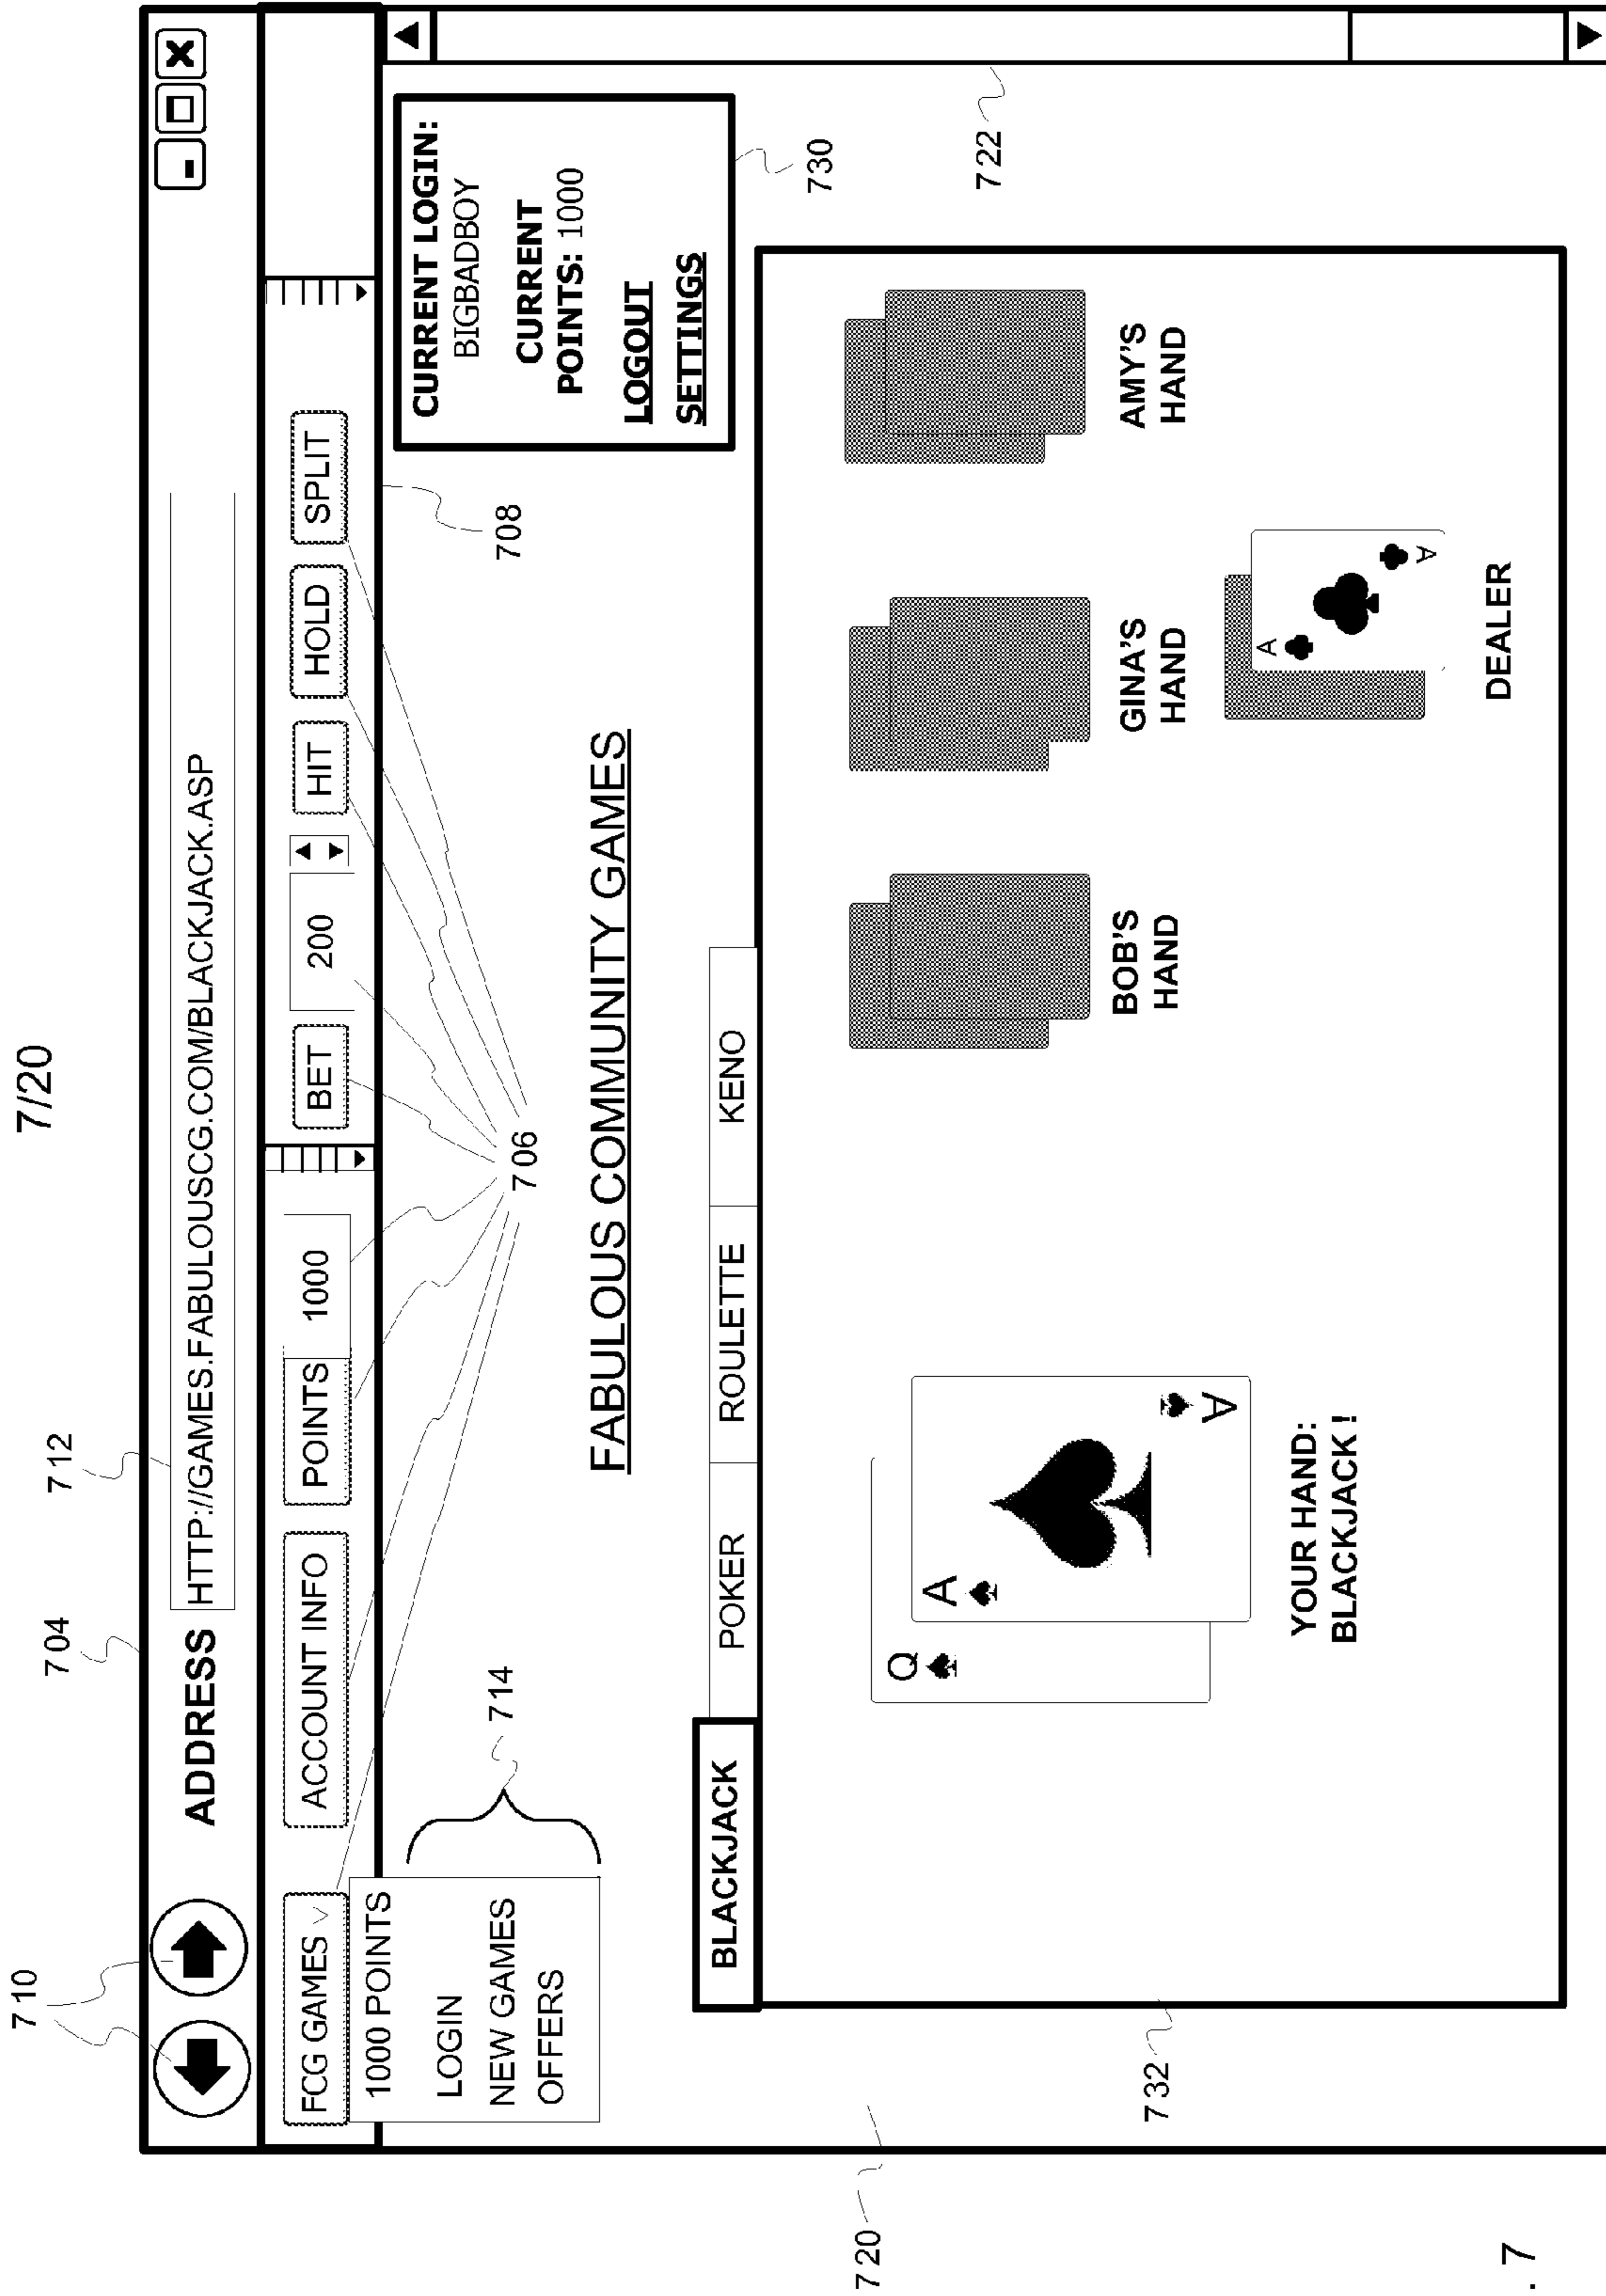 7/20
710
704
712
ADDRESS
HTTP://GAMES.FABULOUSCG.COM/BLACKJACK.ASP
FCG GAMES
ACCOUNT INFO
POINTS
1000
BET
200
HIT
HOLD
SPLIT
1000 POINTS
LOGIN
NEW GAMES
OFFERS
714
706
708
CURRENT LOGIN:
BIGBADBOY
CURRENT
POINTS: 1000
LOGOUT
SETTINGS
FABULOUS COMMUNITY GAMES
730
BLACKJACK
POKER
ROULETTE
KENO
722
720
Q
A
A
YOUR HAND:
BLACKJACK !
BOB'S
HAND
GINA'S
HAND
AMY'S
HAND
A
A
DEALER
732
. 7